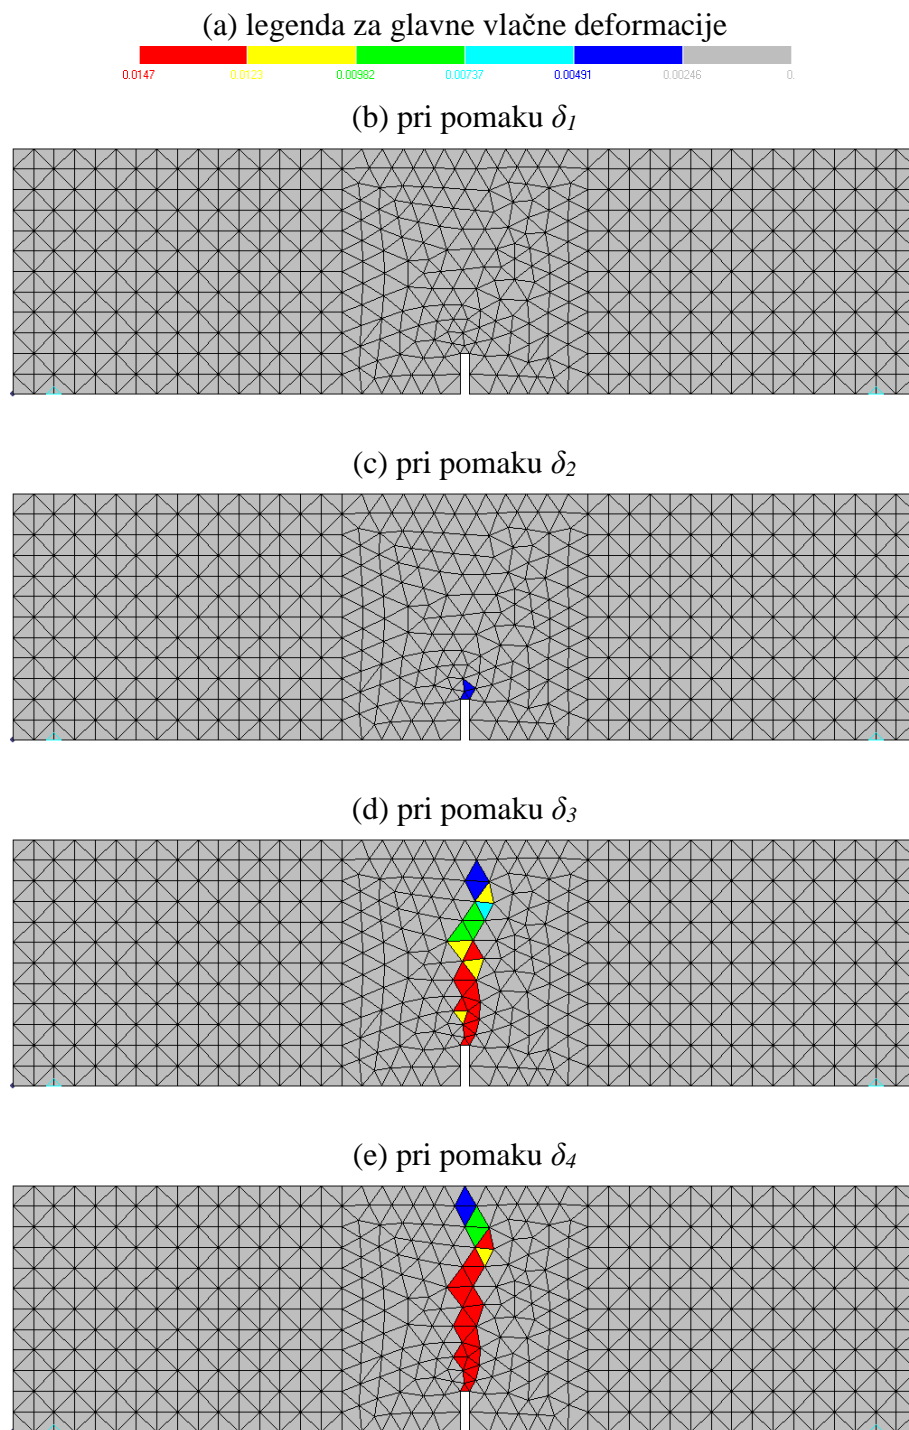 (a) legenda za glavne vlačne deformacije
0.0147 0.0123 0.00982 0.00737 0.00491 0.00246 0.
(b) pri pomaku δ1
(c) pri pomaku δ2
(d) pri pomaku δ3
(e) pri pomaku δ4